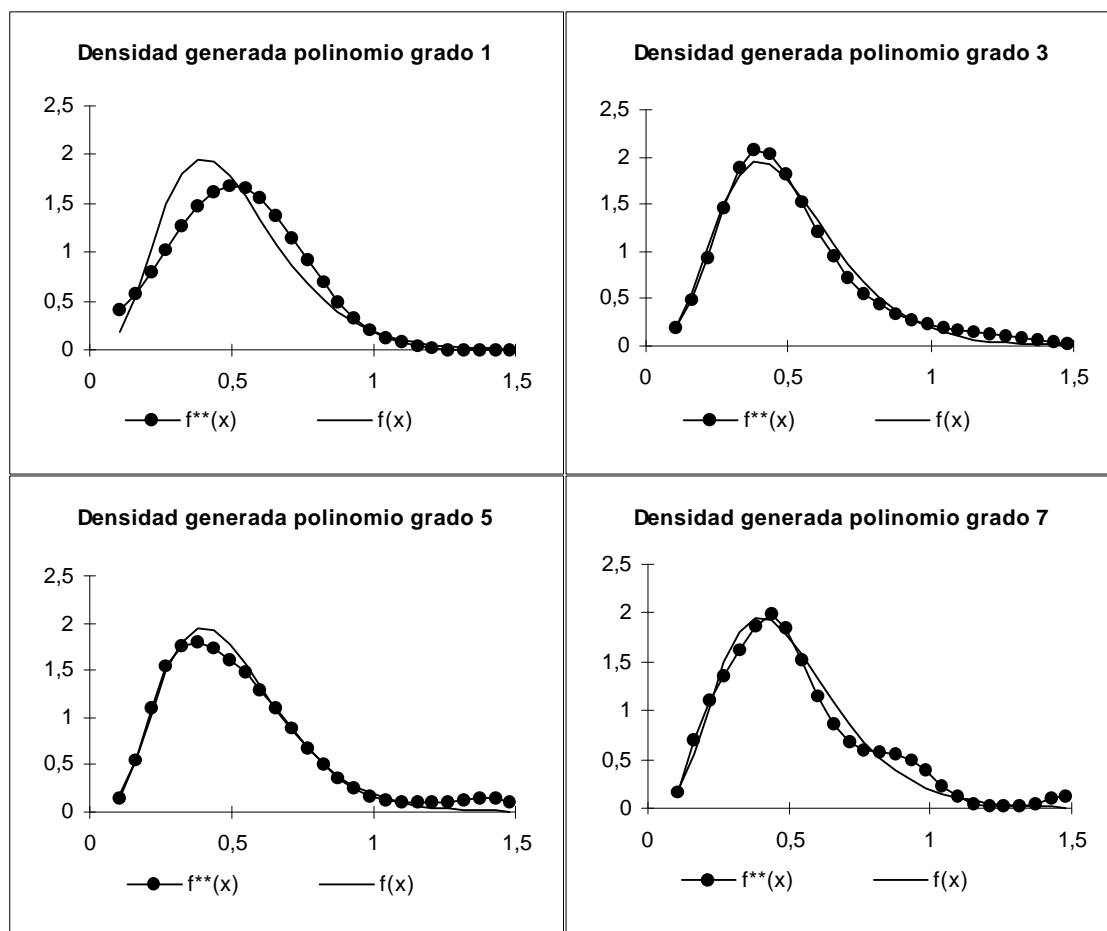 Densidad generada polinomio grado 1
2,5
2
1,5
1
0,5
0
0 0,5 1 1,5
f**(x) f(x)
Densidad generada polinomio grado 3
2,5
2
1,5
1
0,5
0
0 0,5 1 1,5
f**(x) f(x)
Densidad generada polinomio grado 5
2,5
2
1,5
1
0,5
0
0 0,5 1 1,5
f**(x) f(x)
Densidad generada polinomio grado 7
2,5
2
1,5
1
0,5
0
0 0,5 1 1,5
f**(x) f(x)